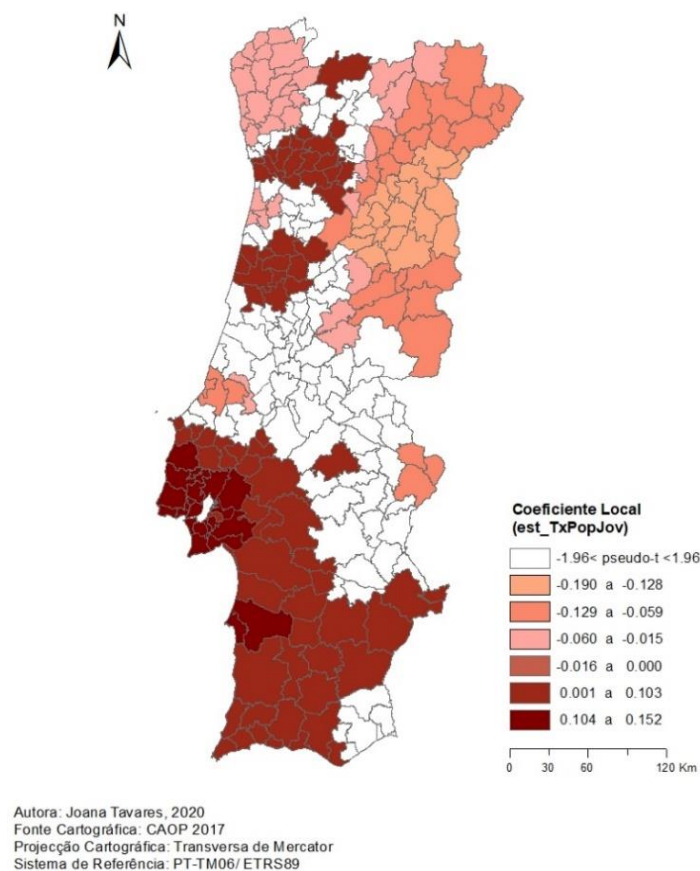 N
Coeficiente Local
(est_TxPopJov)
-1.96< pseudo-t <1.96
-0.190 a -0.128
-0.129 a -0.059
-0.060 a -0.015
-0.016 a 0.000
0.001 a 0.103
0.104 a 0.152
0 30 60 120 Km
Autora: Joana Tavares, 2020
Fonte Cartográfica: CAOP 2017
Projecção Cartográfica: Transversa de Mercator
Sistema de Referência: PT-TM06/ ETRS89